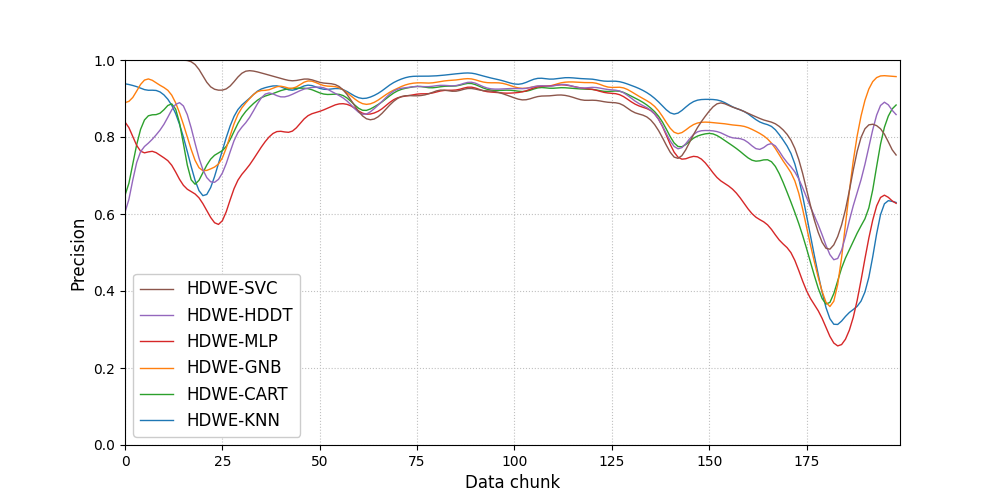 1.0
0.8
0.6
0.4
0.2
0.0
Precision
HDWE-SVC
HDWE-HDDT
HDWE-MLP
HDWE-GNB
HDWE-CART
HDWE-KNN
0 25 50 75 100 125 150 175
Data chunk